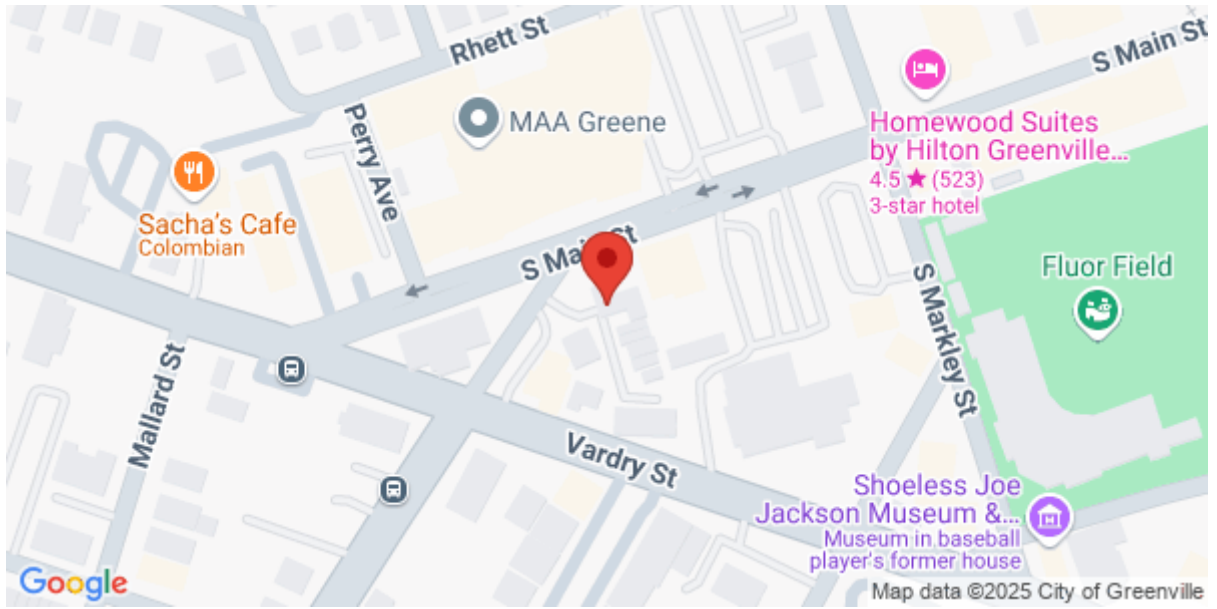 Rhett St
S Main St
MAA Greene
Perry Ave
Homewood Suites
by Hilton Greenville...
4.5 ★ (523)
3-star hotel
Sacha's Cafe
Colombian
S Main St
Fluor Field
S Markley St
Mallard St
Vardry St
Shoeless Joe
Jackson Museum &...
Museum in baseball
player's former house
Google
Map data ©2025 City of Greenville